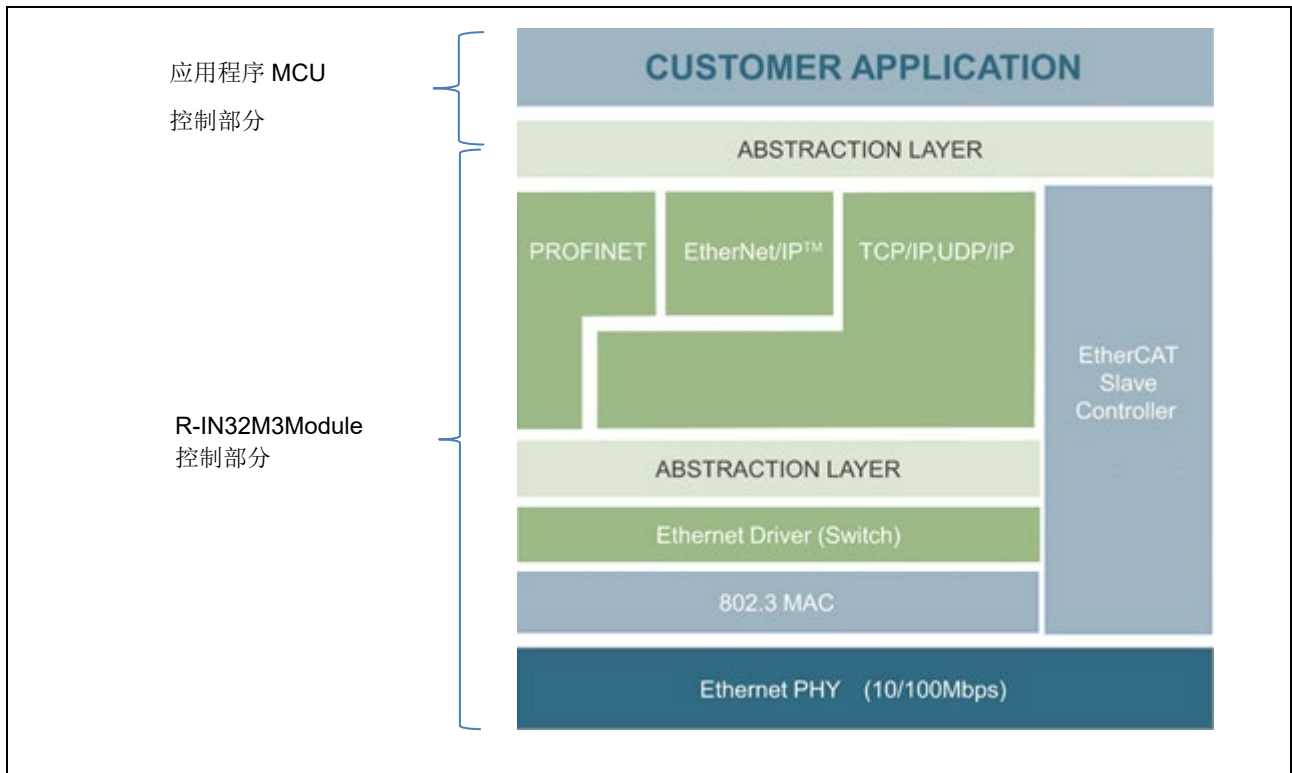 应用程序 MCU
控制部分
CUSTOMER APPLICATION
ABSTRACTION LAYER
PROFINET
EtherNet/IP™
TCP/IP,UDP/IP
EtherCAT
Slave
Controller
R-IN32M3Module
控制部分
ABSTRACTION LAYER
Ethernet Driver (Switch)
802.3 MAC
Ethernet PHY (10/100Mbps)